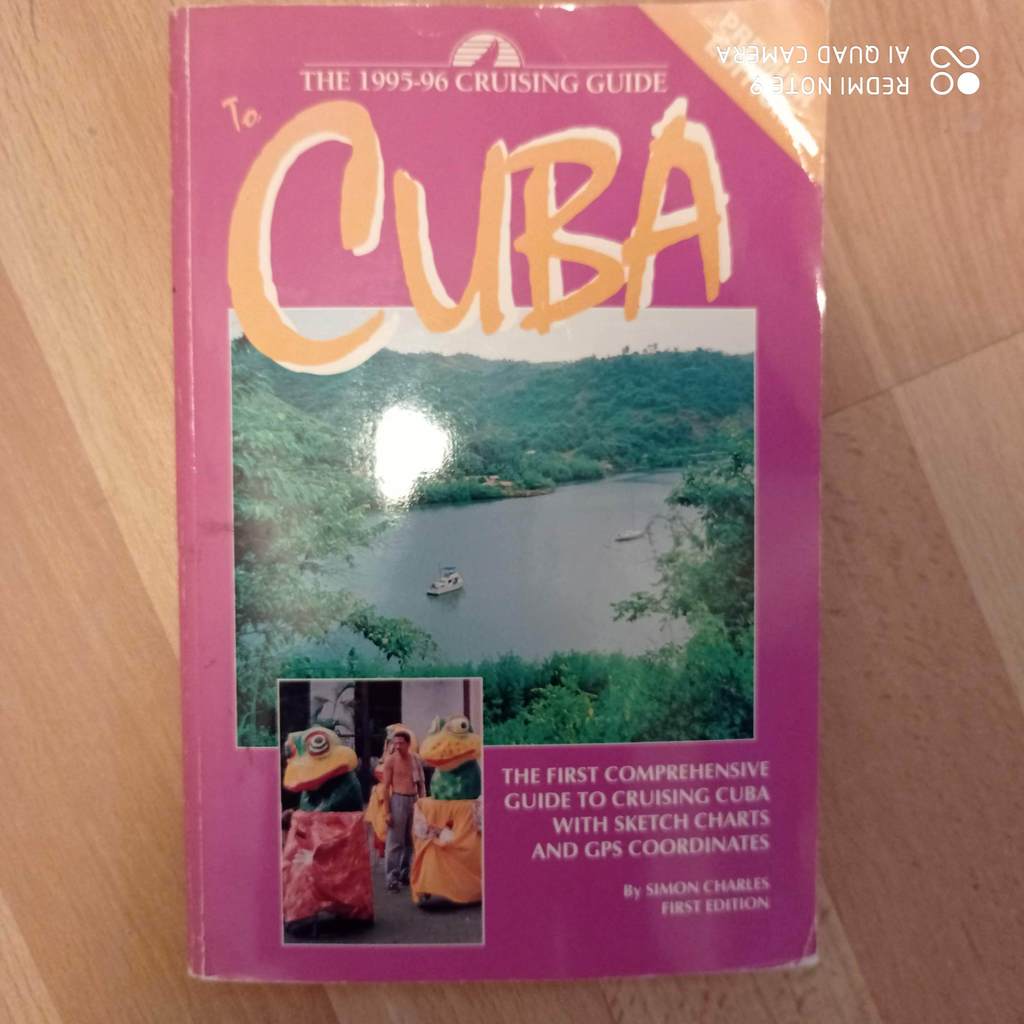 THE 1995-96 CRUISING GUIDE
To
CUBA
THE FIRST COMPREHENSIVE
GUIDE TO CRUISING CUBA
WITH SKETCH CHARTS
AND GPS COORDINATES
By SIMON CHARLES
FIRST EDITION
REDMI NOTE 9
AI QUAD CAMERA